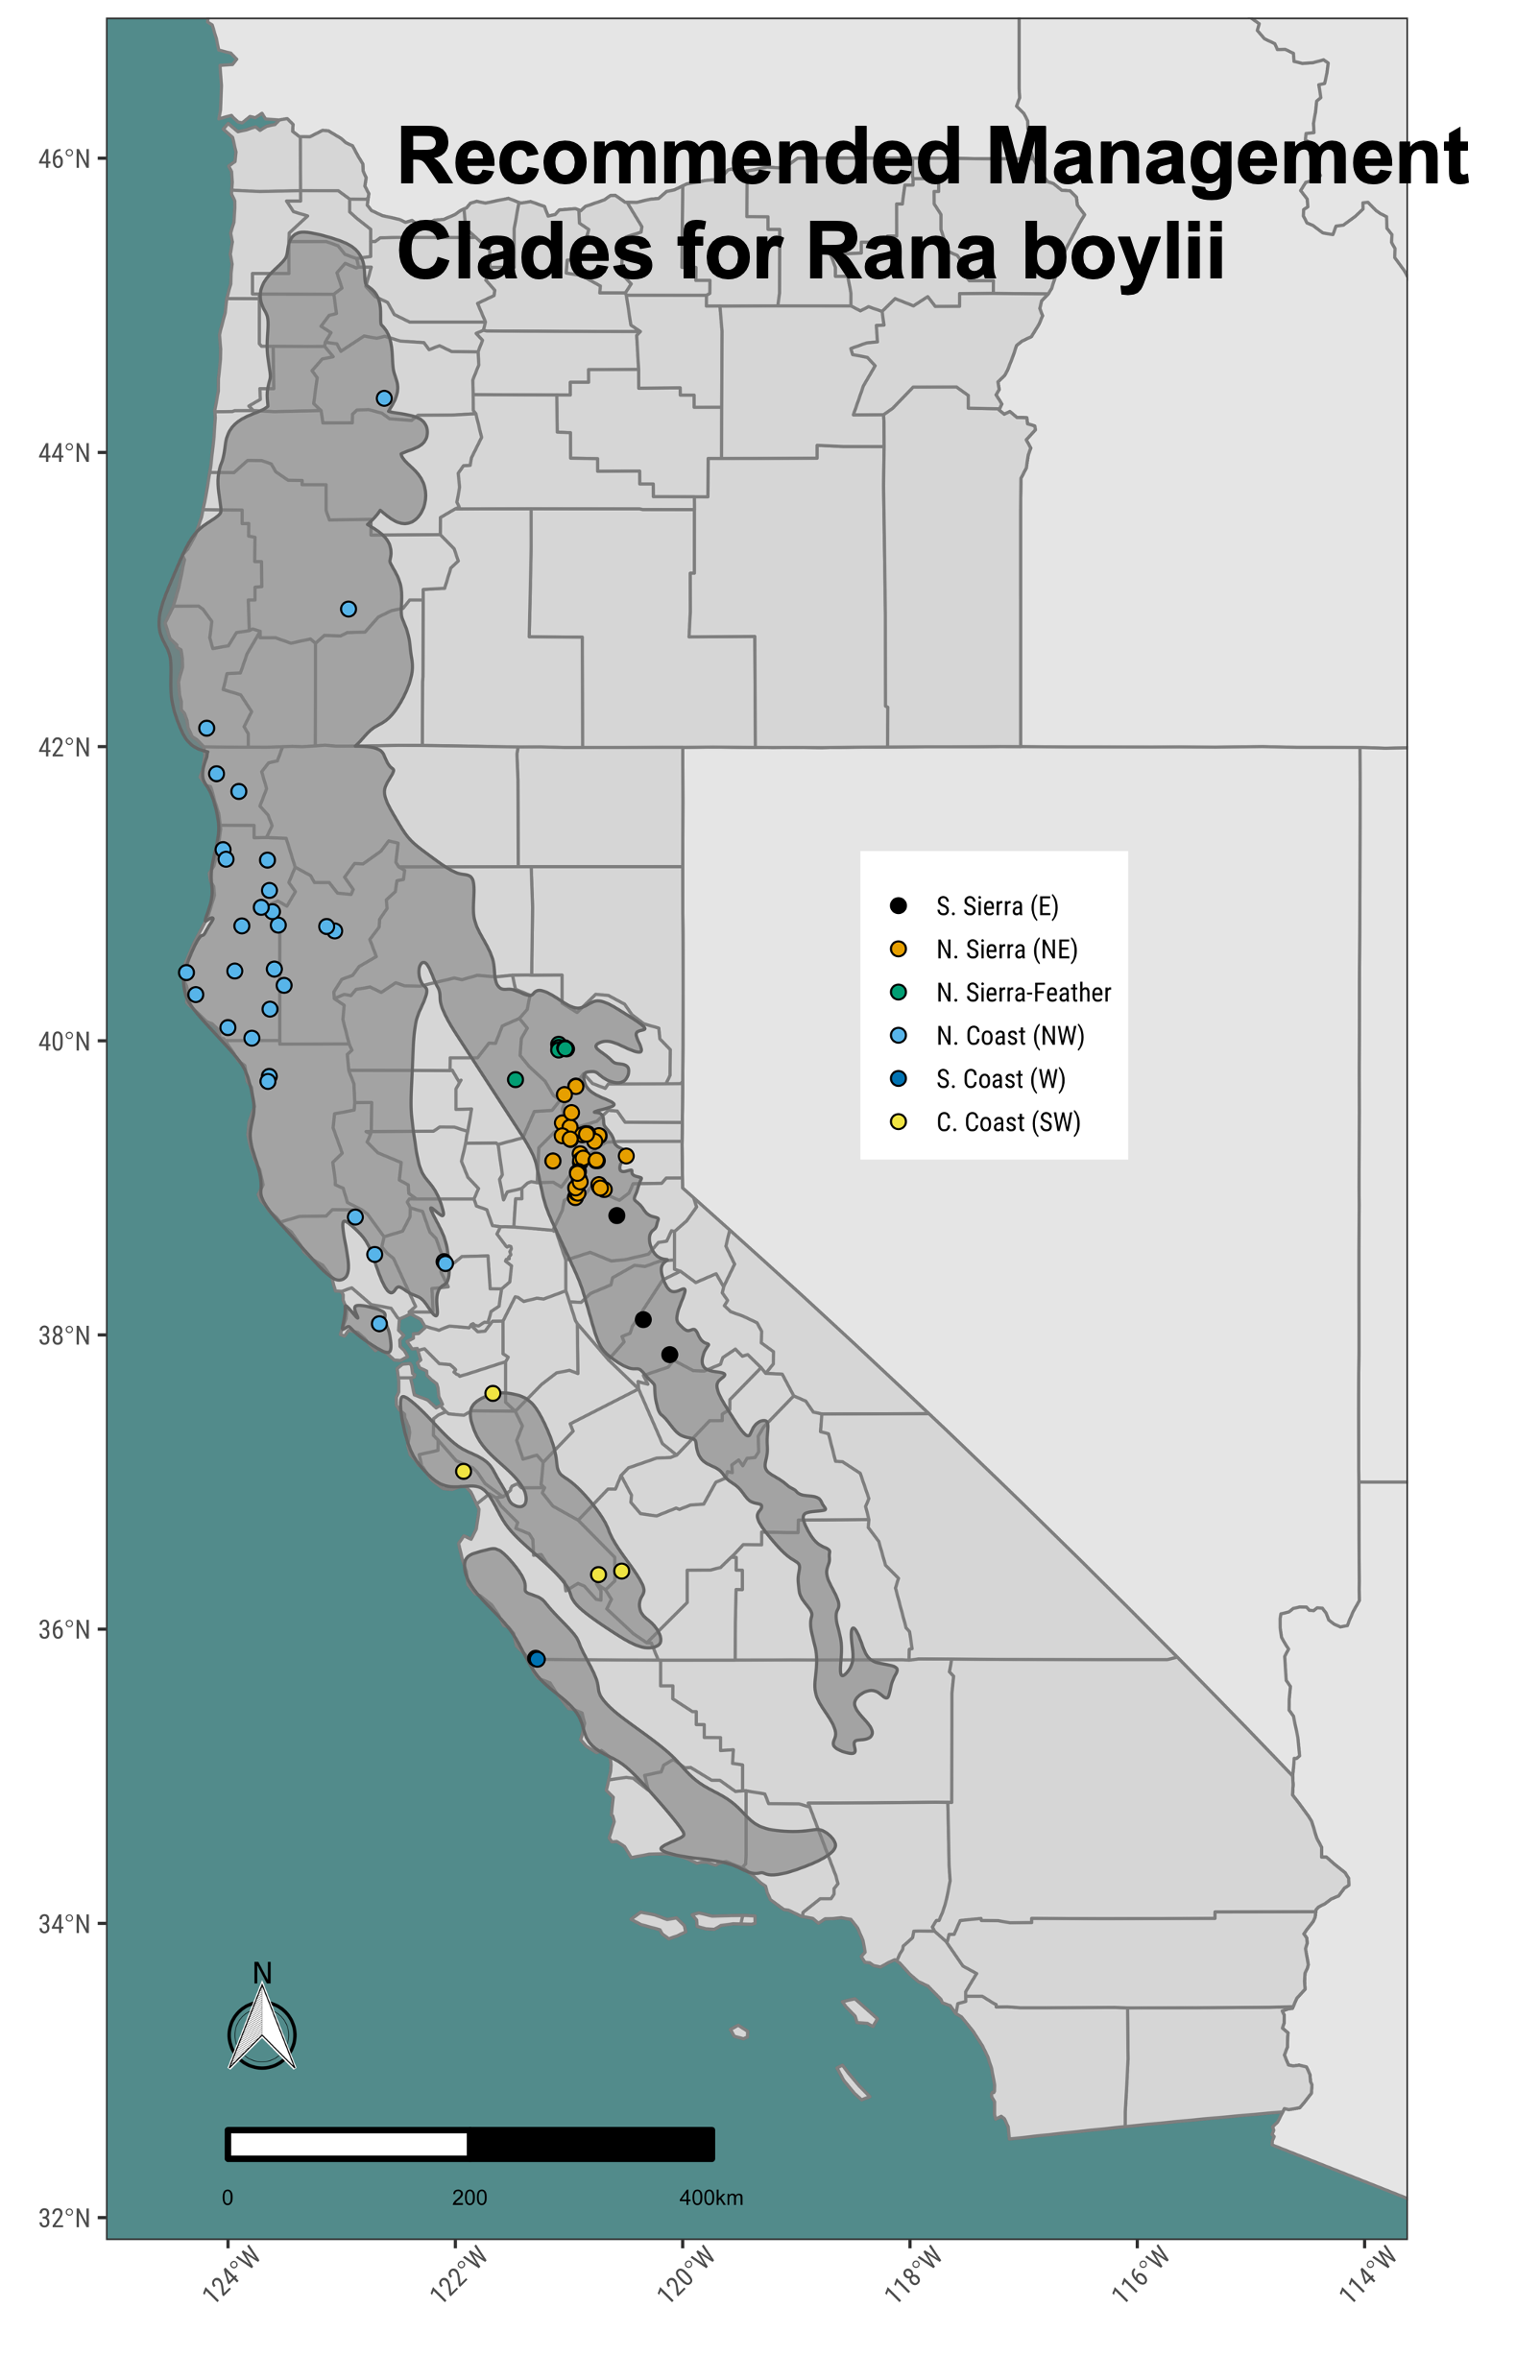 Recommended Management
Clades for Rana boylii
46°N
44°N
42°N
40°N
38°N
36°N
34°N
32°N
S. Sierra (E)
N. Sierra (NE)
N. Sierra-Feather
N. Coast (NW)
S. Coast (W)
C. Coast (SW)
N
0 200 400km
124°W 122°W 120°W 118°W 116°W 114°W